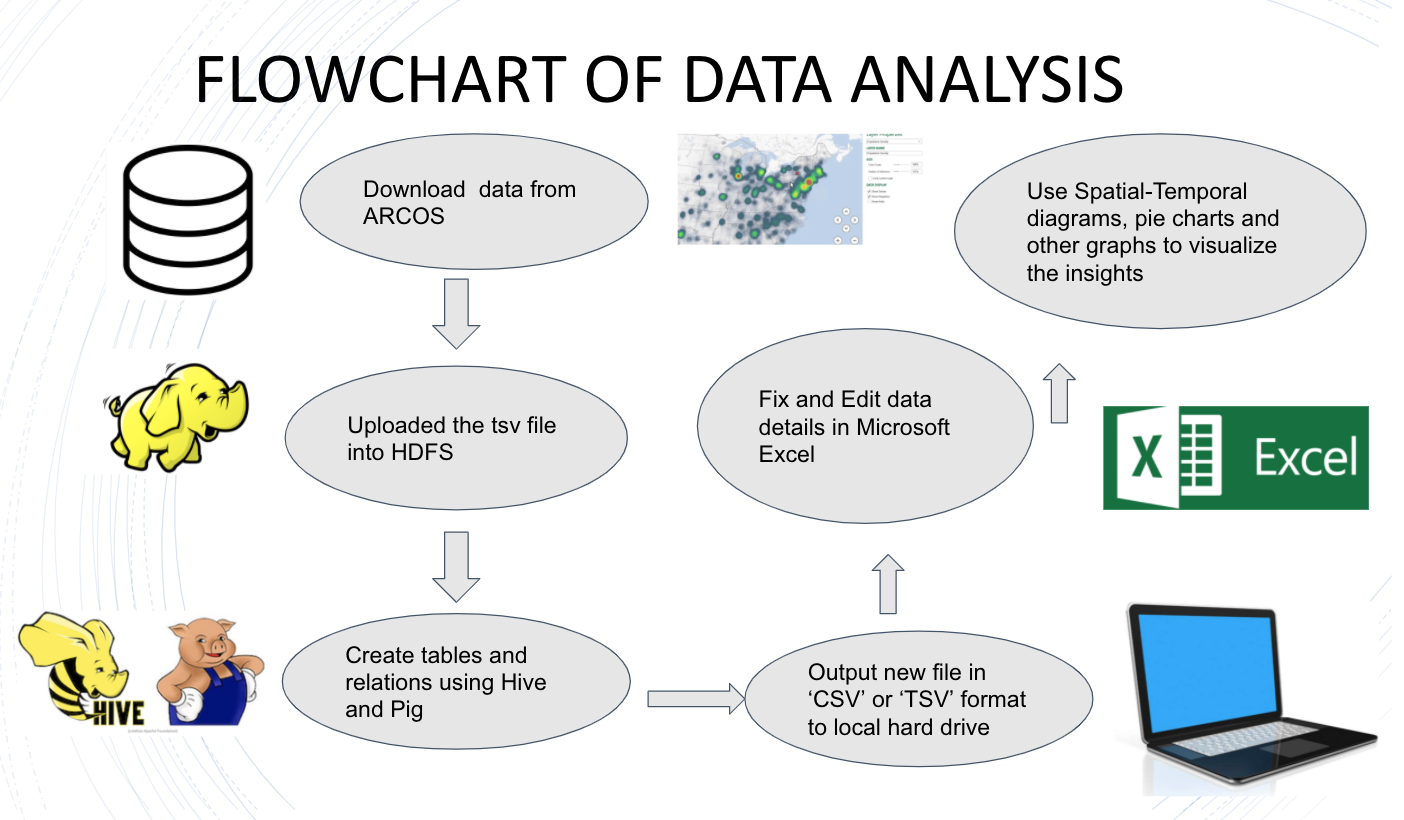 FLOWCHART OF DATA ANALYSIS
Download  data from
ARCOS
Uploaded the tsv file
into HDFS
HIVE
Create tables and
relations using Hive
and Pig
Output new file in
‘CSV’ or ‘TSV’ format
to local hard drive
Fix and Edit data
details in Microsoft
Excel
X
Excel
Use Spatial-Temporal
diagrams, pie charts and
other graphs to visualize
the insights